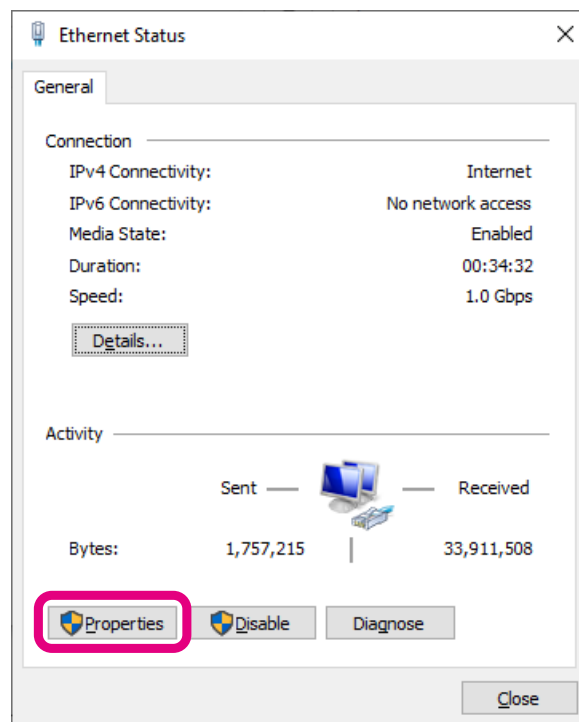 Ethernet Status
General
Connection
IPv4 Connectivity: Internet
IPv6 Connectivity: No network access
Media State: Enabled
Duration: 00:34:32
Speed: 1.0 Gbps
Details...
Activity
Sent Received
Bytes: 1,757,215 33,911,508
Properties Disable Diagnose
Close